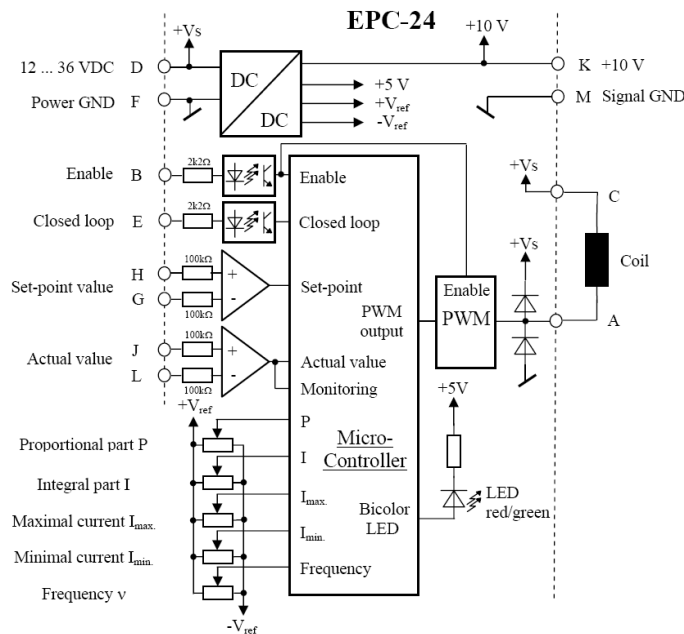 EPC-24
+Vs
+10 V
12 ... 36 VDC D
DC
DC
K +10 V
Power GND F
+5 V
+Vref
-Vref
M Signal GND
2k2Ω
Enable B
Enable
+Vs
C
2k2Ω
Closed loop E
Closed loop
Coil
100kΩ
H
+
Set-point value
Set-point
G
-
100kΩ
+Vs
Enable
PWM
PWM
output
A
100kΩ
J
+
Actual value
Actual value
L
-
Monitoring
100kΩ
+5V
+Vref
P
Proportional part P
Micro-
Controller
I
Integral part I
LED
red/green
Imax.
Bicolor
LED
Maximal current Imax.
Imin.
Minimal current Imin.
Frequency
Frequency ν
-Vref